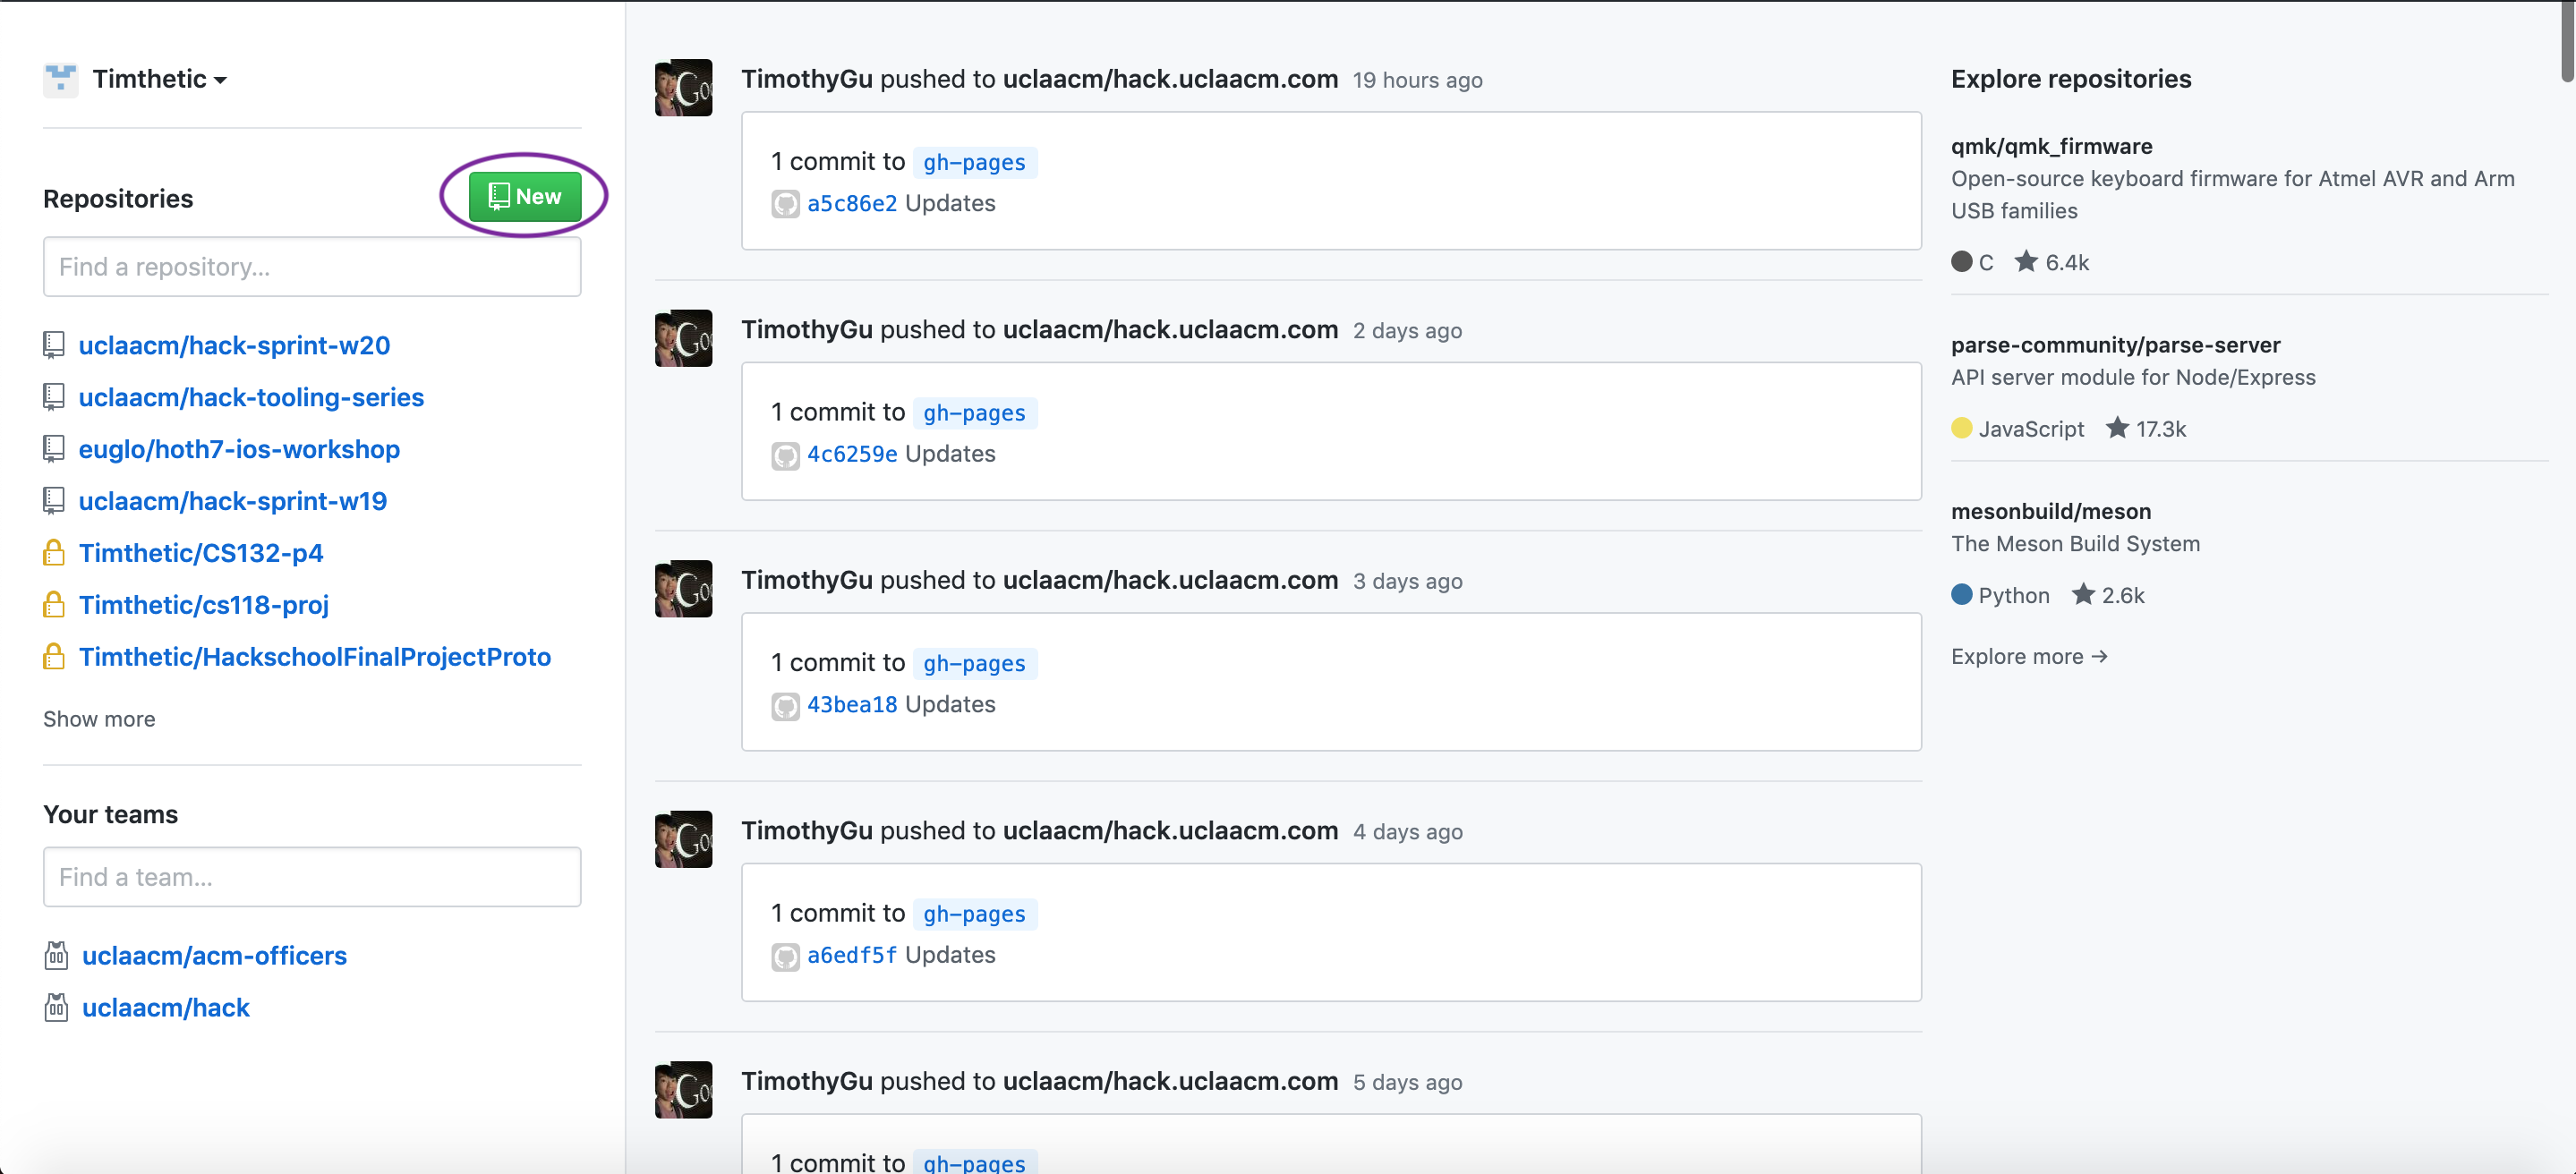 Timthetic
Repositories
New
Find a repository...
uclaacm/hack-sprint-w20
uclaacm/hack-tooling-series
euglo/hoth7-ios-workshop
uclaacm/hack-sprint-w19
Timthetic/CS132-p4
Timthetic/cs118-proj
Timthetic/HackschoolFinalProjectProto
Show more
Your teams
Find a team...
uclaacm/acm-officers
uclaacm/hack
TimothyGu pushed to uclaacm/hack.uclaacm.com 19 hours ago
1 commit to gh-pages
a5c86e2 Updates
TimothyGu pushed to uclaacm/hack.uclaacm.com 2 days ago
1 commit to gh-pages
4c6259e Updates
TimothyGu pushed to uclaacm/hack.uclaacm.com 3 days ago
1 commit to gh-pages
43bea18 Updates
TimothyGu pushed to uclaacm/hack.uclaacm.com 4 days ago
1 commit to gh-pages
a6edf5f Updates
TimothyGu pushed to uclaacm/hack.uclaacm.com 5 days ago
1 commit to gh-pages
Explore repositories
qmk/qmk_firmware
Open-source keyboard firmware for Atmel AVR and Arm
USB families
C 6.4k
parse-community/parse-server
API server module for Node/Express
JavaScript 17.3k
mesonbuild/meson
The Meson Build System
Python 2.6k
Explore more →